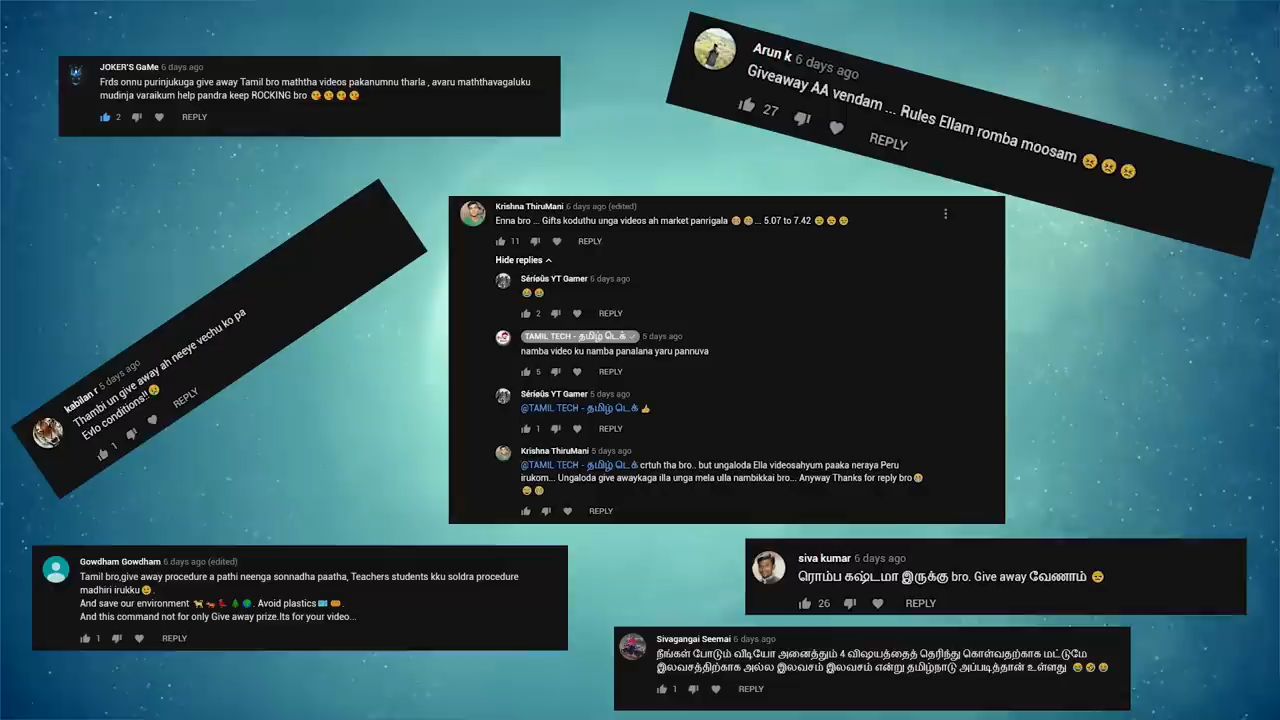 JOKER'S GaMe 6 days ago
Frds onnu purinjukuga give away Tamil bro maththa videos pakanumnu tharla , avaru maththavagaluku
mudinja varaikum help pandra keep ROCKING bro 😘😘😘😘
2 REPLY
Arun k 6 days ago
Giveaway AA vendam ... Rules Ellam romba moosam 😣😣😣
27 REPLY
Krishna ThiruMani 6 days ago (edited)
Enna bro ... Gifts koduthu unga videos ah market panrigala 😁😁... 5.07 to 7.42 😒😒😒
11 REPLY
Hide replies
Sériøûs YT Gamer 6 days ago
😂😂
2 REPLY
TAMIL TECH - தமிழ் டெக் ✓ 5 days ago
namba video ku namba panalana yaru pannuva
5 REPLY
Sériøûs YT Gamer 5 days ago
@TAMIL TECH - தமிழ் டெக் 👍
1 REPLY
Krishna ThiruMani 5 days ago
@TAMIL TECH - தமிழ் டெக் crtuh tha bro.. but ungaloda Ella videosahyum paaka neraya Peru
irukom... Ungaloda give awaykaga illa unga mela ulla nambikkai bro... Anyway Thanks for reply bro
REPLY
kabilan r 5 days ago
Thambi un give away ah neeye vechu ko pa
Evlo conditions!!
1 REPLY
Gowdham Gowdham 6 days ago (edited)
Tamil bro,give away procedure a pathi neenga sonnadha paatha, Teachers students kku soldra procedure
madhiri irukku.
And save our environment . Avoid plastics.
And this command not for only Give away prize.Its for your video...
1 REPLY
siva kumar 6 days ago
ரொம்ப கஷ்டமா இருக்கு bro. Give away வேணாம் 😒
26 REPLY
Sivagangai Seemai 6 days ago
நீங்கள் போடும் வீடியோ அனைத்தும் 4 விஷயத்தைத் தெரிந்து கொள்வதற்காக மட்டுமே
இலவசத்திற்காக அல்ல இலவசம் இலவசம் என்று தமிழ்நாடு அப்படித்தான் உள்ளது
1 REPLY